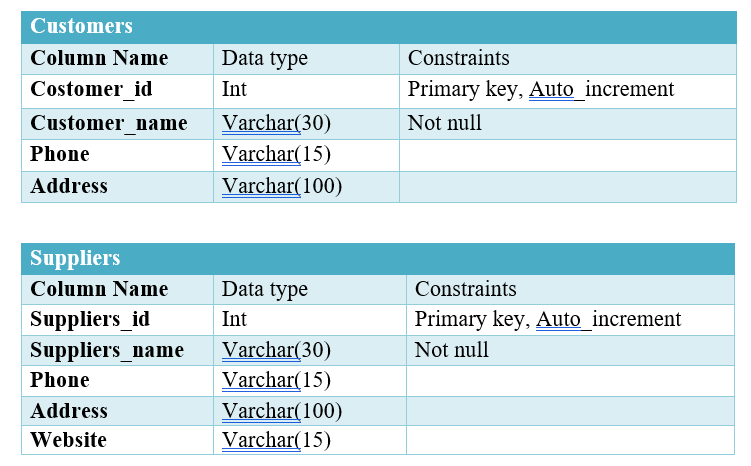 Customers
Column Name Data type Constraints
Costomer_id Int Primary key, Auto_increment
Customer_name Varchar(30) Not null
Phone Varchar(15)
Address Varchar(100)
Suppliers
Column Name Data type Constraints
Suppliers_id Int Primary key, Auto_increment
Suppliers_name Varchar(30) Not null
Phone Varchar(15)
Address Varchar(100)
Website Varchar(15)